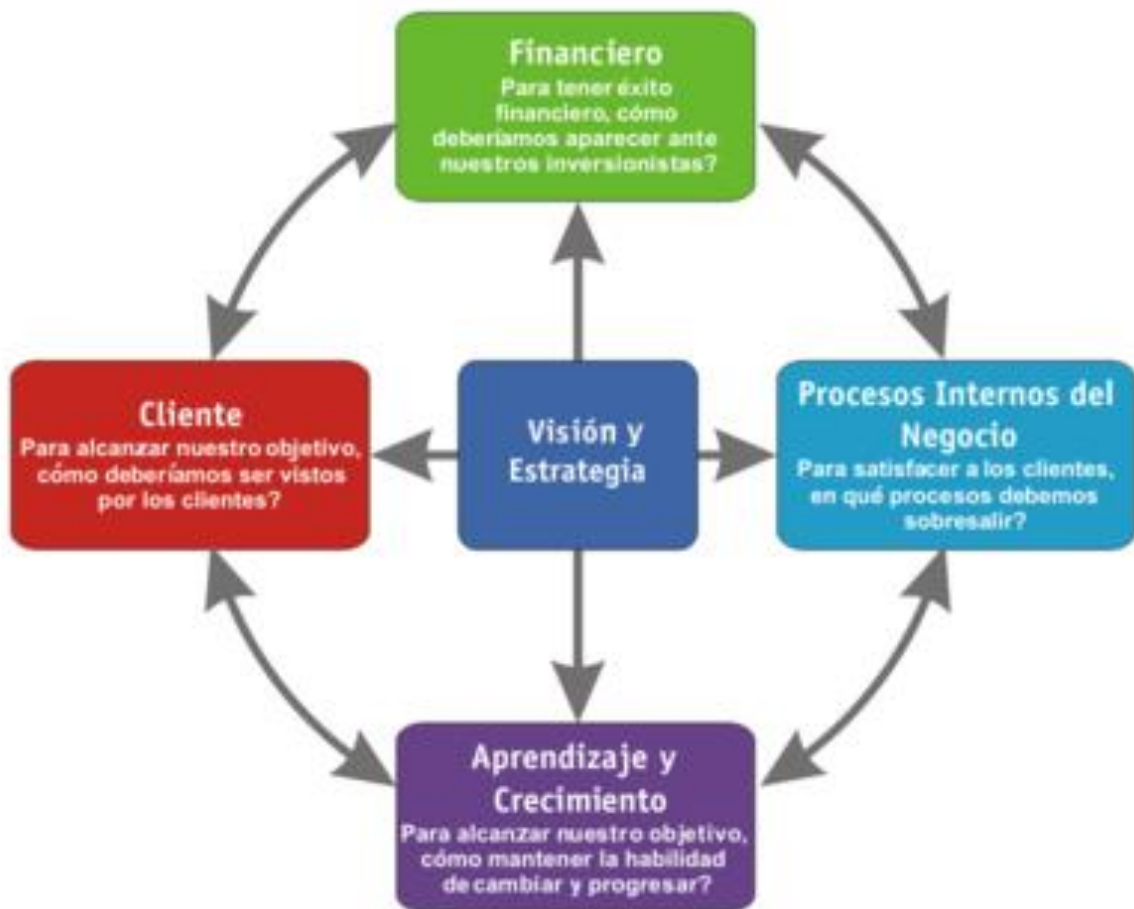 Financiero
Para tener éxito
financiero, cómo
deberíamos aparecer ante
nuestros inversionistas?
Cliente
Para alcanzar nuestro objetivo,
cómo deberíamos ser vistos
por los clientes?
Visión y
Estrategia
Procesos Internos del
Negocio
Para satisfacer a los clientes,
en qué procesos debemos
sobresalir?
Aprendizaje y
Crecimiento
Para alcanzar nuestro objetivo,
cómo mantener la habilidad
de cambiar y progresar?